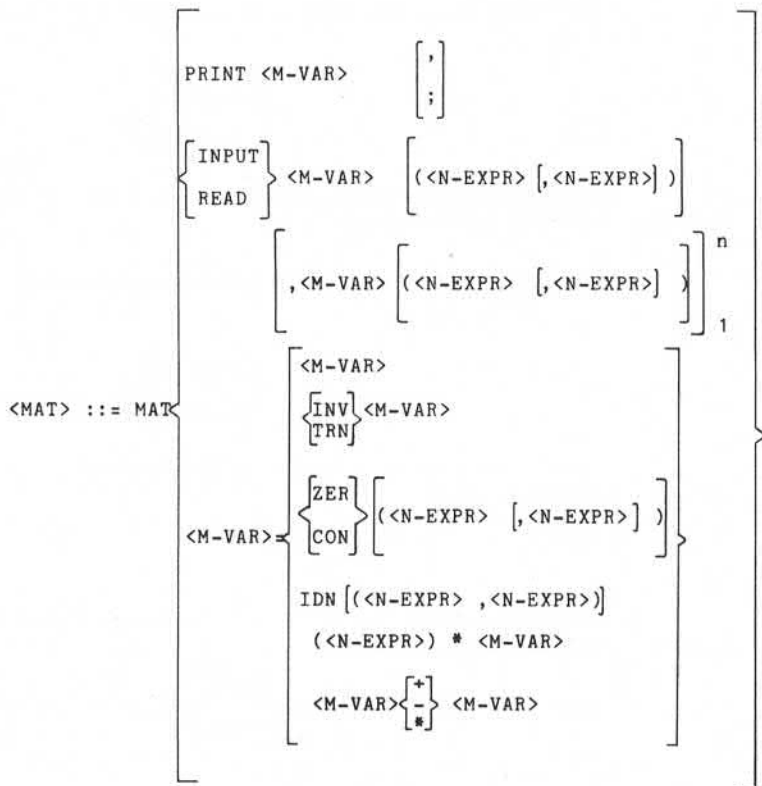 PRINT <M-VAR> [ , ; ]
{ INPUT READ } <M-VAR> [ (<N-EXPR> [,<N-EXPR>] ) ]
[ ,<M-VAR> [ (<N-EXPR> [,<N-EXPR>] ) ] ] n 1
<MAT> ::= MAT
<M-VAR>=
<M-VAR>
{ INV TRN } <M-VAR>
{ ZER CON } [ (<N-EXPR> [,<N-EXPR>] ) ]
IDN [(<N-EXPR> ,<N-EXPR>)]
(<N-EXPR>) * <M-VAR>
<M-VAR> { + - * } <M-VAR>